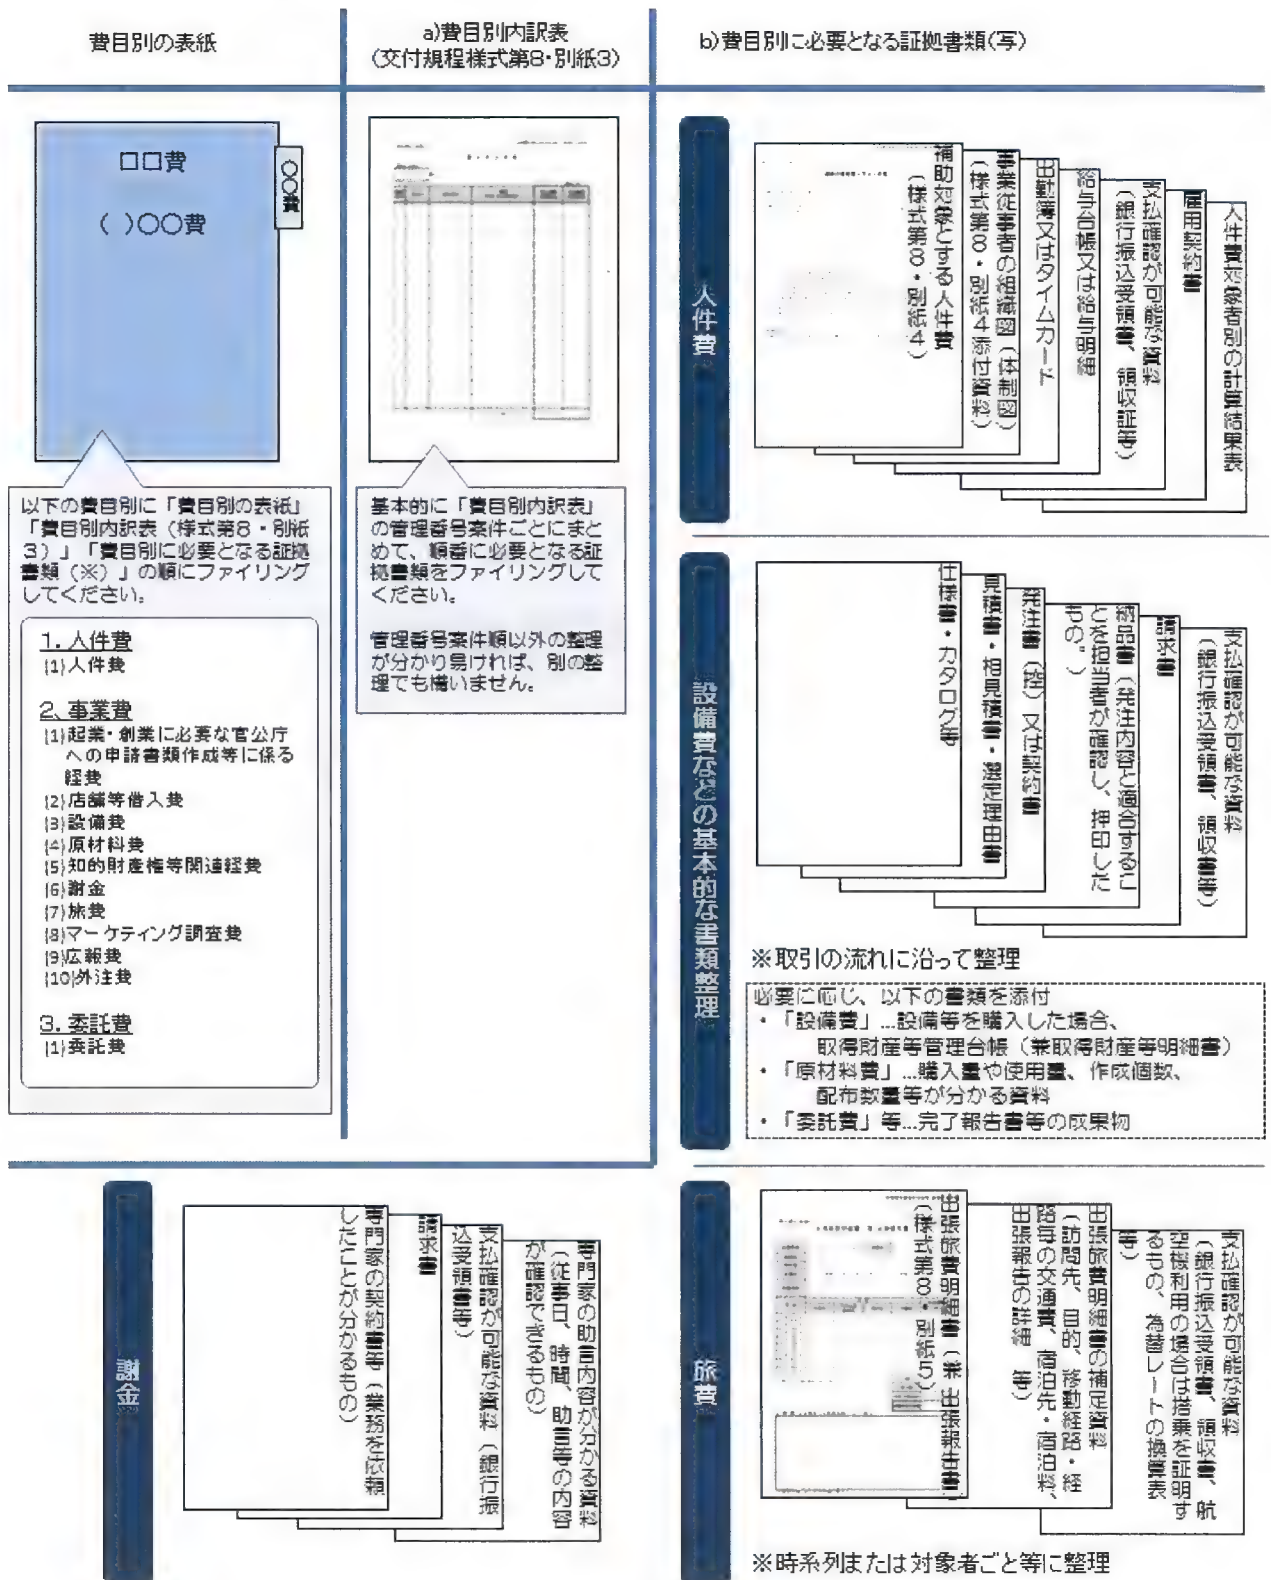 費目別の表紙
a)費目別内訳表
(交付規程様式第8・別紙3)
b)費目別に必要となる証拠書類(写)
口口費
( )〇〇費
〇〇費
以下の費目別に「費目別の表紙」
「費目別内訳表(様式第8・別紙
3)」「費目別に必要となる証拠
書類(※)」の順にファイリング
してください。
1. 人件費
(1)人件費
2、事業費
(1)起業・創業に必要な官公庁
への申請書類作成等に係る
経費
(2)店舗等借入費
(3)設備費
(4)原材料費
(5)知的財産権等関連経費
(6)謝金
(7)旅費
(8)マーケティング調査費
(9)広報費
(10)外注費
3. 委託費
(1)委託費
基本的に「費目別内訳表」
の管理番号案件ごとにまと
めて、順番に必要となる証
拠書類をファイリングして
ください。
管理番号案件順以外の整理
が分かり易ければ、別の整
理でも構いません。
人件費
補助対象とする人件費
(様式第8・別紙4)
事業従事者の組織図(体制図)
(様式第8・別紙4添付資料)
出勤簿又はタイムカード
給与台帳又は給与明細
支払確認が可能な資料
(銀行振込受領書、領収証等)
雇用契約書
人件費対象者別の計算結果表
設備費などの基本的な書類整理
仕様書・カタログ等
見積書・相見積書・選定理由書
発注書(控)又は契約書
納品書(発注内容と適合するこ
とを担当者が確認し、押印した
もの。)
請求書
支払確認が可能な資料
(銀行振込受領書、領収書等)
※取引の流れに沿って整理
必要に応じ、以下の書類を添付
・「設備費」…設備等を購入した場合、
取得財産等管理台帳(兼取得財産等明細書)
・「原材料費」…購入量や使用量、作成個数、
配布数量等が分かる資料
・「委託費」等…完了報告書等の成果物
謝金
専門家の契約書等(業務を依頼
したことが分かるもの)
請求書
支払確認が可能な資料(銀行振
込受領書等)
専門家の助言内容が分かる資料
(従事日、時間、助言等の内容
が確認できるもの)
旅費
出張旅費明細書(兼 出張報告書)
(様式第8・別紙5)
出張旅費明細書の補足資料
(訪問先、目的、移動経路・経
路毎の交通費、宿泊先・宿泊料、
出張報告の詳細 等)
支払確認が可能な資料
(銀行振込受領書、領収書、航
空機利用の場合は搭乗を証明す
るもの、為替レートの換算表
等)
※時系列または対象者ごと等に整理